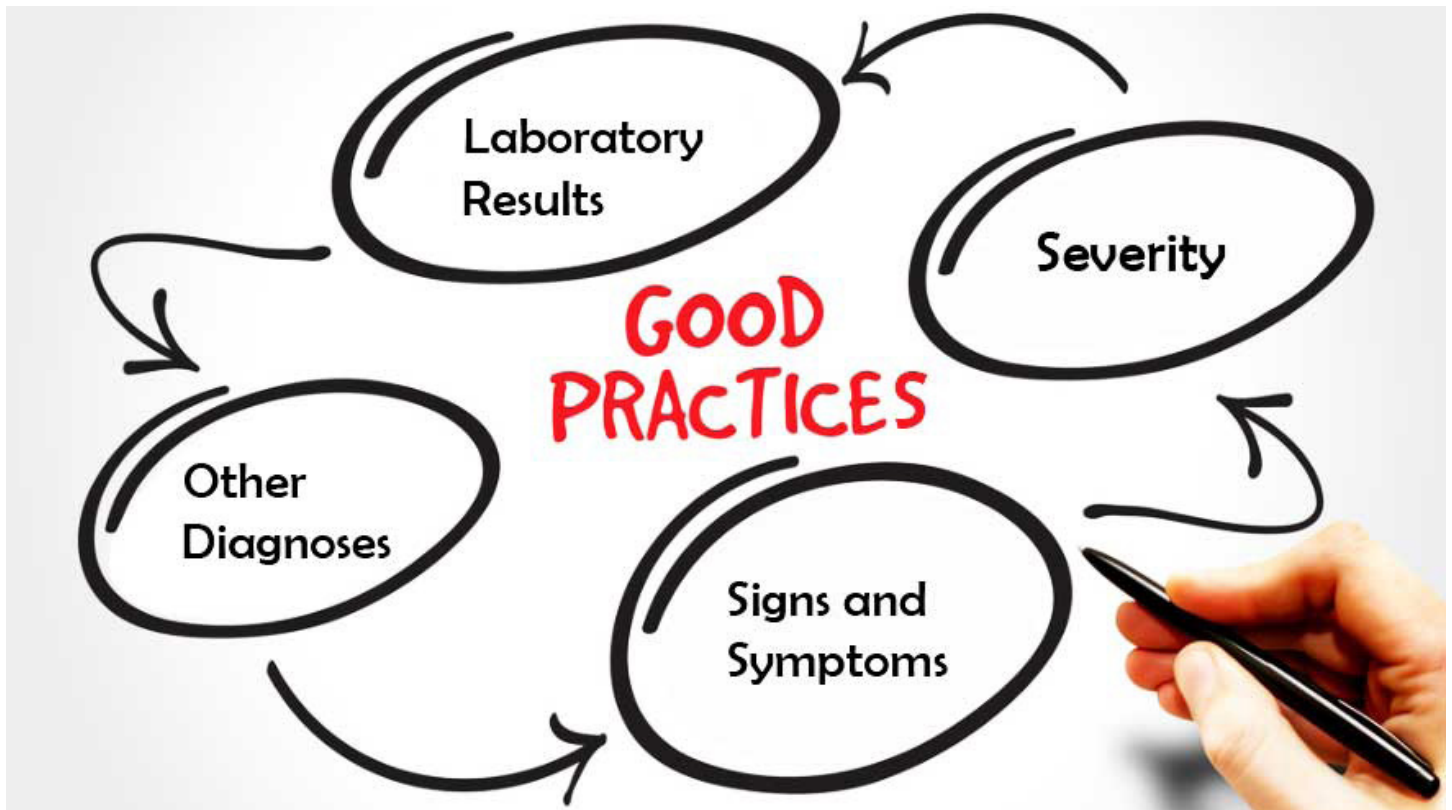 Laboratory
Results
Severity
GOOD
PRACTICES
Other
Diagnoses
Signs and
Symptoms